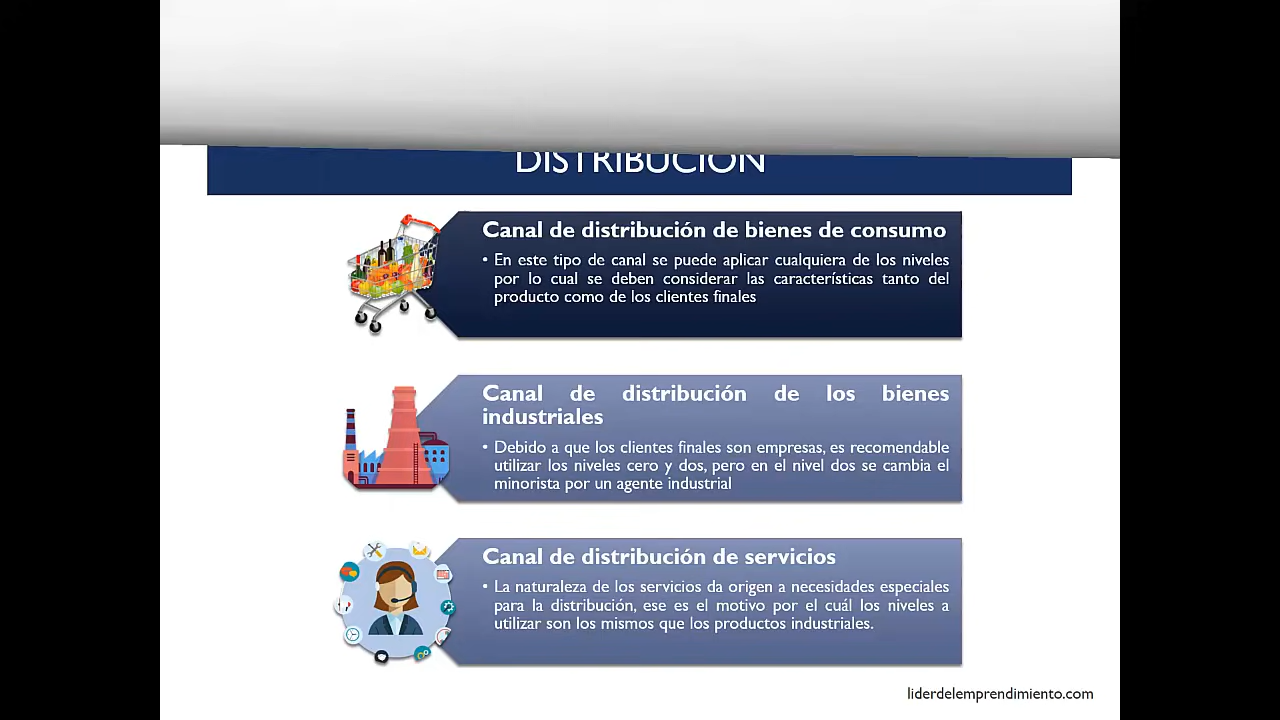 DISTRIBUCIÓN
Canal de distribución de bienes de consumo
• En este tipo de canal se puede aplicar cualquiera de los niveles
por lo cual se deben considerar las características tanto del
producto como de los clientes finales
Canal de distribución de los bienes
industriales
• Debido a que los clientes finales son empresas, es recomendable
utilizar los niveles cero y dos, pero en el nivel dos se cambia el
minorista por un agente industrial
Canal de distribución de servicios
• La naturaleza de los servicios da origen a necesidades especiales
para la distribución, ese es el motivo por el cuál los niveles a
utilizar son los mismos que los productos industriales.
liderdelemprendimiento.com